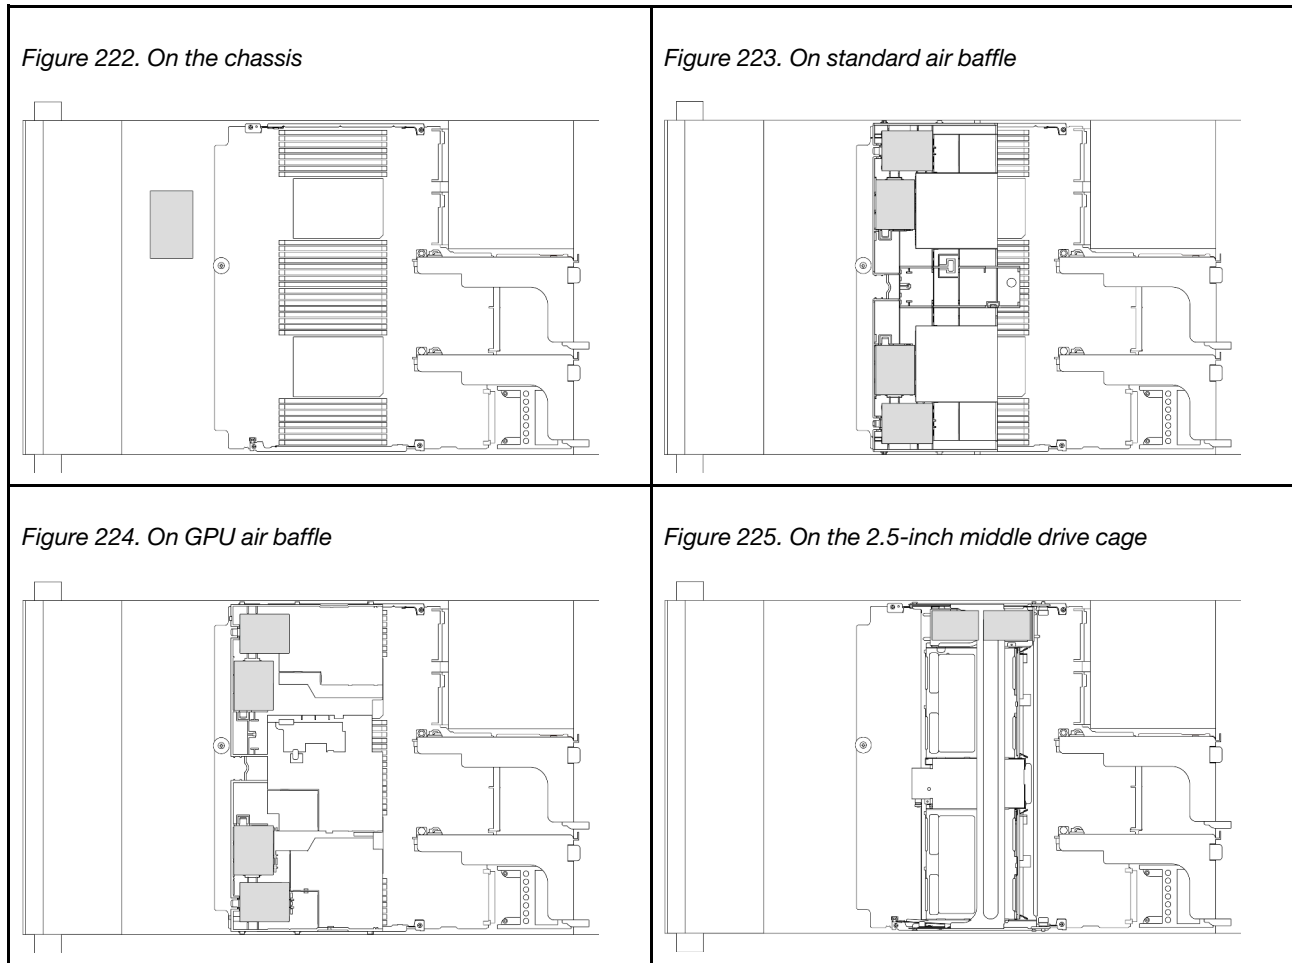 Figure 222. On the chassis
Figure 223. On standard air baffle
Figure 224. On GPU air baffle
Figure 225. On the 2.5-inch middle drive cage